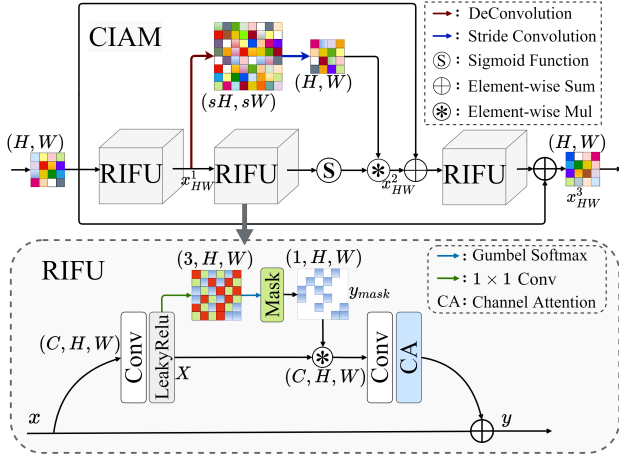 CIAM
: DeConvolution
: Stride Convolution
S : Sigmoid Function
⊕ : Element-wise Sum
⊛ : Element-wise Mul
(sH, sW)
(H, W)
(H, W)
(H, W)
RIFU
x¹_HW
RIFU
S
x²_HW
RIFU
x³_HW
RIFU
(3, H, W)
(1, H, W)
: Gumbel Softmax
: 1 × 1 Conv
CA: Channel Attention
Mask
y_mask
(C, H, W)
Conv
LeakyRelu
X
(C, H, W)
Conv
CA
x
y